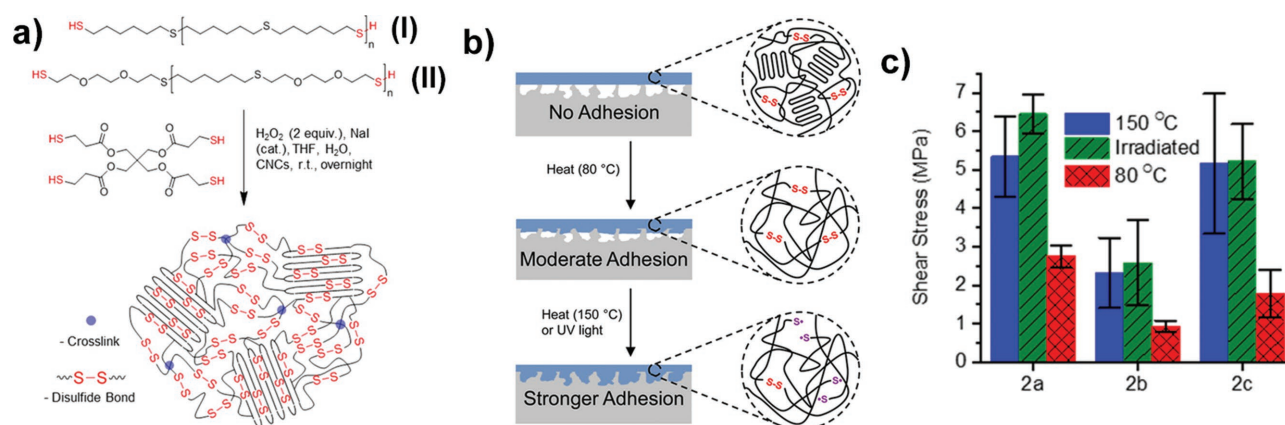 a)
HS
S
S
S
H
n
(I)
HS
O
O
S
S
O
O
S
H
n
(II)
HS
O
O
SH
O
O
O
O
HS
O
O
SH
H₂O₂ (2 equiv.), NaI
(cat.), THF, H₂O,
CNCs, r.t., overnight
- Crosslink
S–S
- Disulfide Bond
b)
No Adhesion
S-S
S-S
S-S
Heat (80 °C)
Moderate Adhesion
S-S
S-S
S-S
Heat (150 °C)
or UV light
Stronger Adhesion
S•
•S
S-S
S•
•S
c)
Shear Stress (MPa)
7
6
5
4
3
2
1
0
150 °C
Irradiated
80 °C
2a
2b
2c